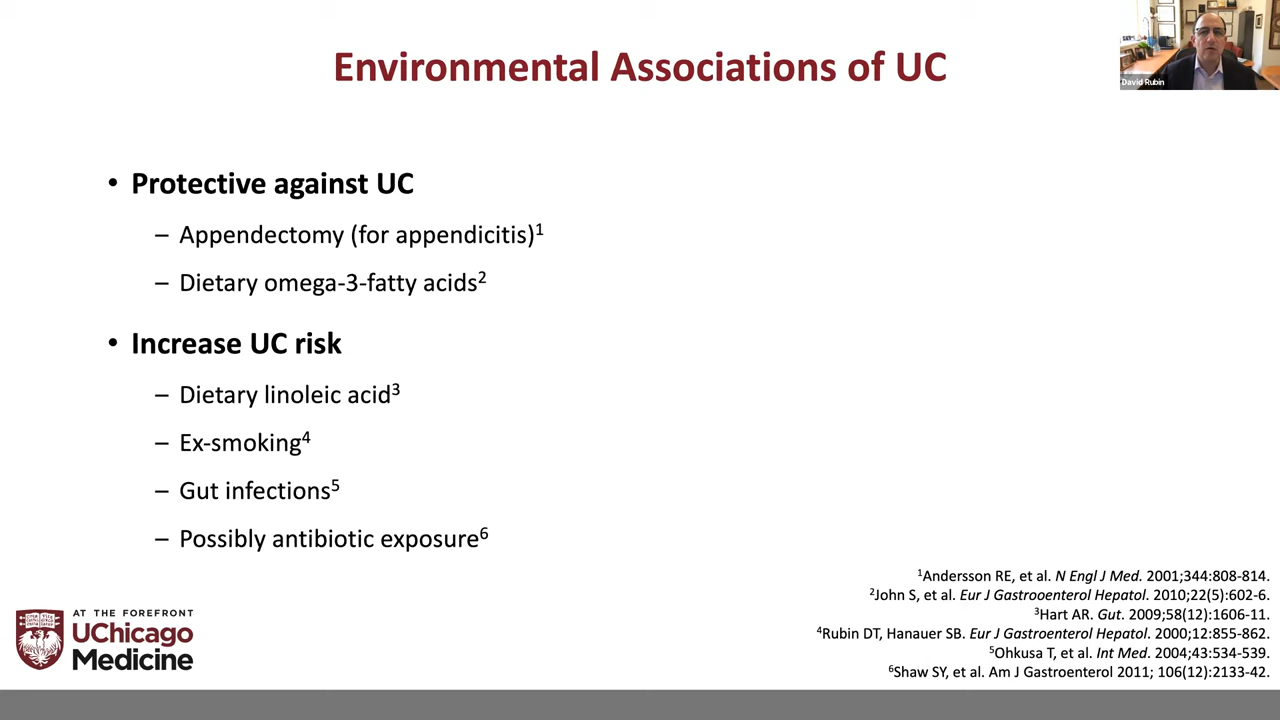 Environmental Associations of UC
David Rubin
• Protective against UC
– Appendectomy (for appendicitis)1
– Dietary omega-3-fatty acids2
• Increase UC risk
– Dietary linoleic acid3
– Ex-smoking4
– Gut infections5
– Possibly antibiotic exposure6
1Andersson RE, et al. N Engl J Med. 2001;344:808-814.
2John S, et al. Eur J Gastrooenterol Hepatol. 2010;22(5):602-6.
3Hart AR. Gut. 2009;58(12):1606-11.
4Rubin DT, Hanauer SB. Eur J Gastroenterol Hepatol. 2000;12:855-862.
5Ohkusa T, et al. Int Med. 2004;43:534-539.
6Shaw SY, et al. Am J Gastroenterol 2011; 106(12):2133-42.
AT THE FOREFRONT
UChicago
Medicine